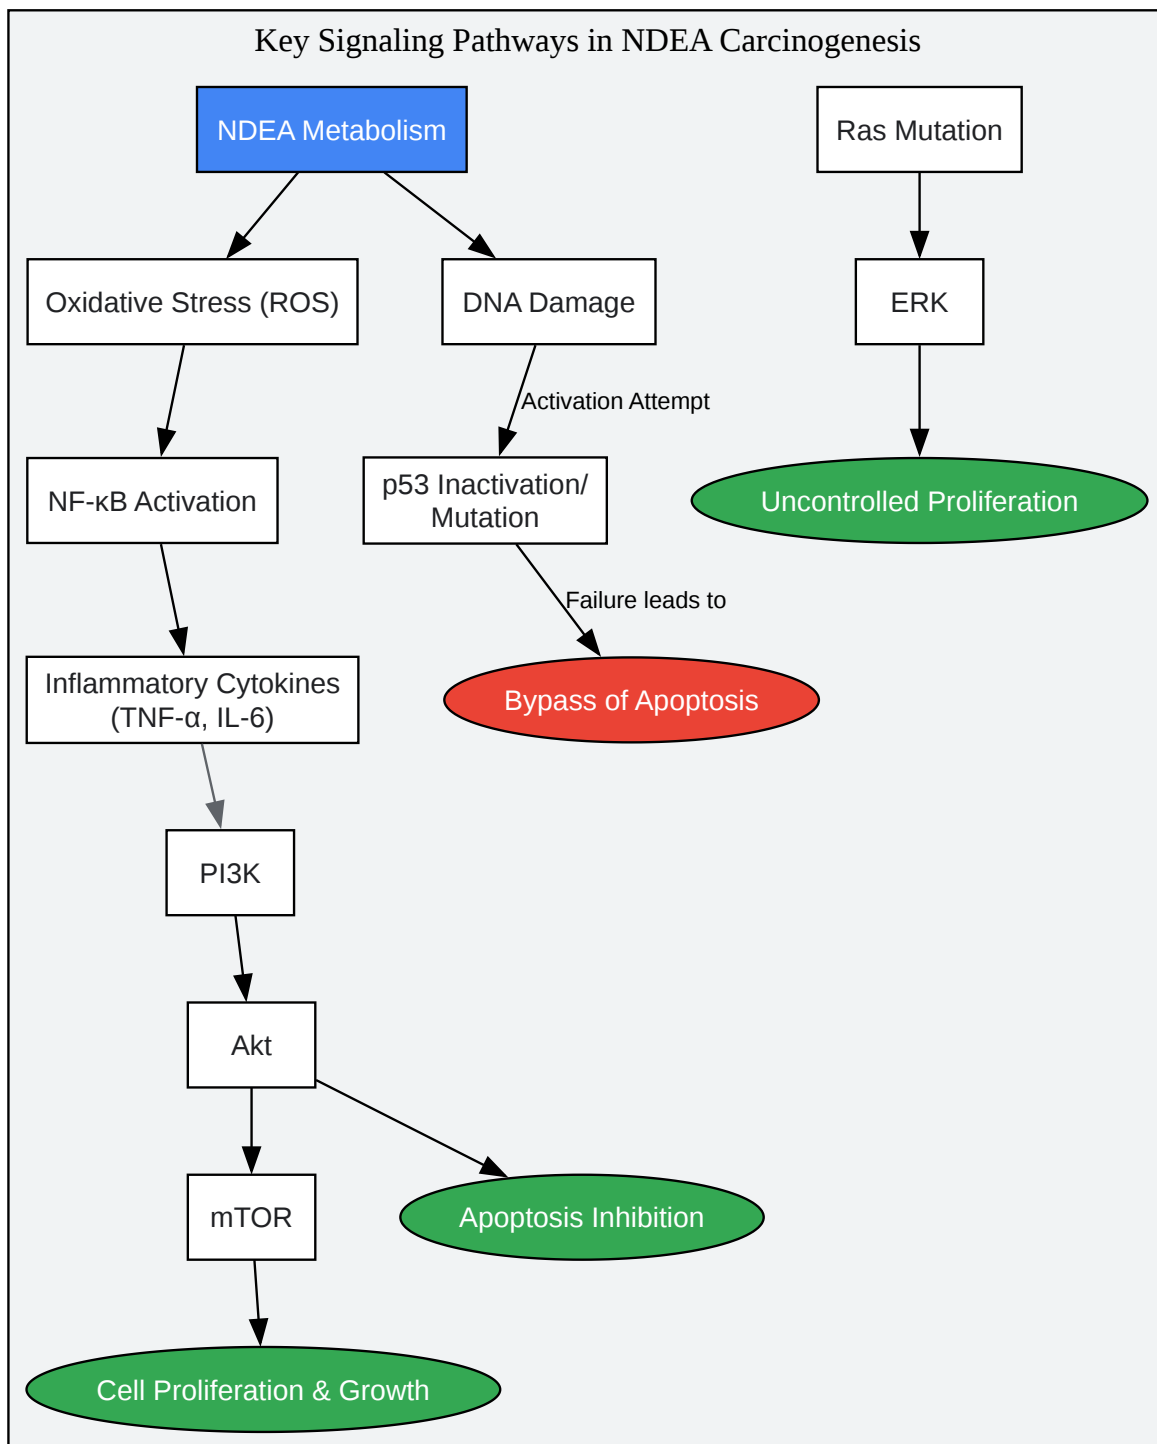 Key Signaling Pathways in NDEA Carcinogenesis
NDEA Metabolism
Ras Mutation
Oxidative Stress (ROS)
DNA Damage
ERK
Activation Attempt
NF-κB Activation
p53 Inactivation/
Mutation
Uncontrolled Proliferation
Failure leads to
Inflammatory Cytokines
(TNF-α, IL-6)
Bypass of Apoptosis
PI3K
Akt
mTOR
Apoptosis Inhibition
Cell Proliferation & Growth